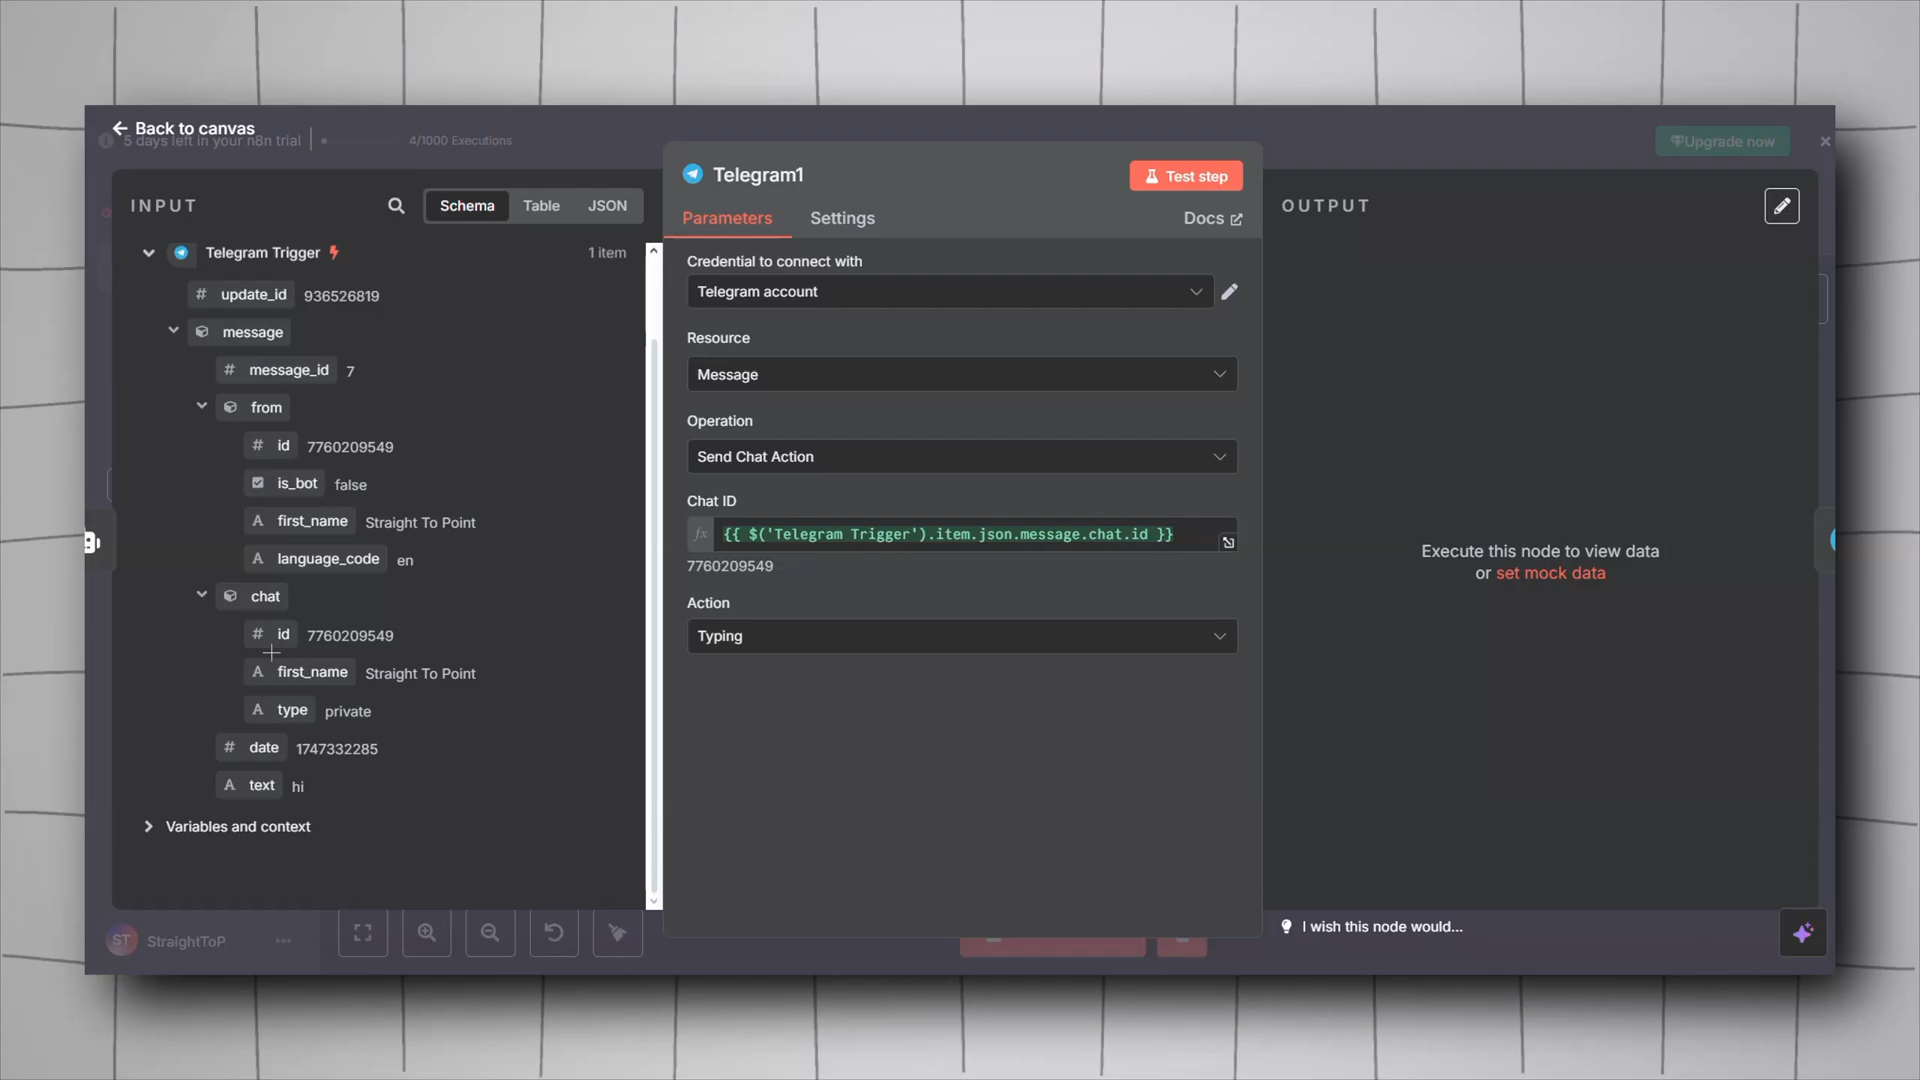 Back to canvas
5 days left in your n8n trial
4/1000 Executions
Upgrade now
INPUT
Schema
Table
JSON
Telegram Trigger
1 item
# update_id 936526819
message
# message_id 7
from
# id 7760209549
is_bot false
A first_name Straight To Point
A language_code en
chat
# id 7760209549
A first_name Straight To Point
A type private
# date 1747332285
A text hi
Variables and context
ST StraightToP ...
Telegram1
Test step
Parameters
Settings
Docs
Credential to connect with
Telegram account
Resource
Message
Operation
Send Chat Action
Chat ID
fx {{ $('Telegram Trigger').item.json.message.chat.id }}
7760209549
Action
Typing
OUTPUT
Execute this node to view data
or set mock data
I wish this node would...